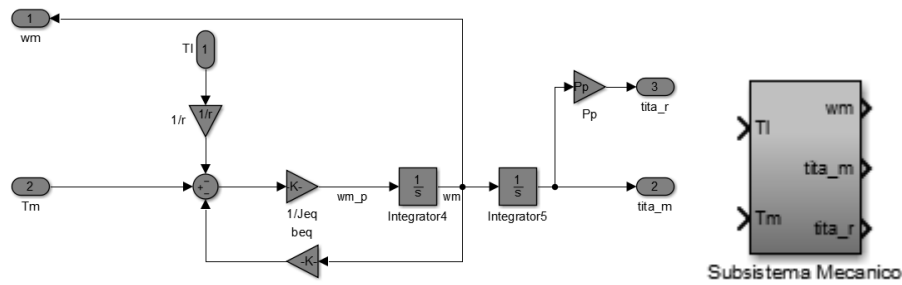 1
wm
Tl
1
1/r
1/r
2
Tm
-K-
1/Jeq
beq
-K-
wm_p
1
s
Integrator4
wm
1
s
Integrator5
Pp
Pp
3
tita_r
2
tita_m
Tl
Tm
wm
tita_m
tita_r
Subsistema Mecanico